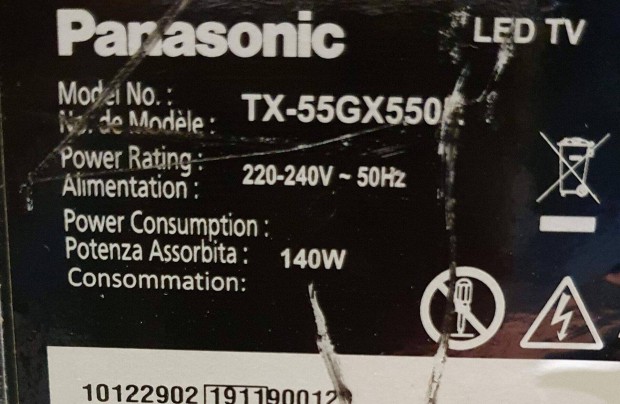 Panasonic
LED TV
Model No. :
No. de Modèle :
TX-55GX550
Power Rating :
Alimentation :
220-240V ~ 50Hz
Power Consumption :
Potenza Assorbita :
Consommation:
140W
10122902 191190012